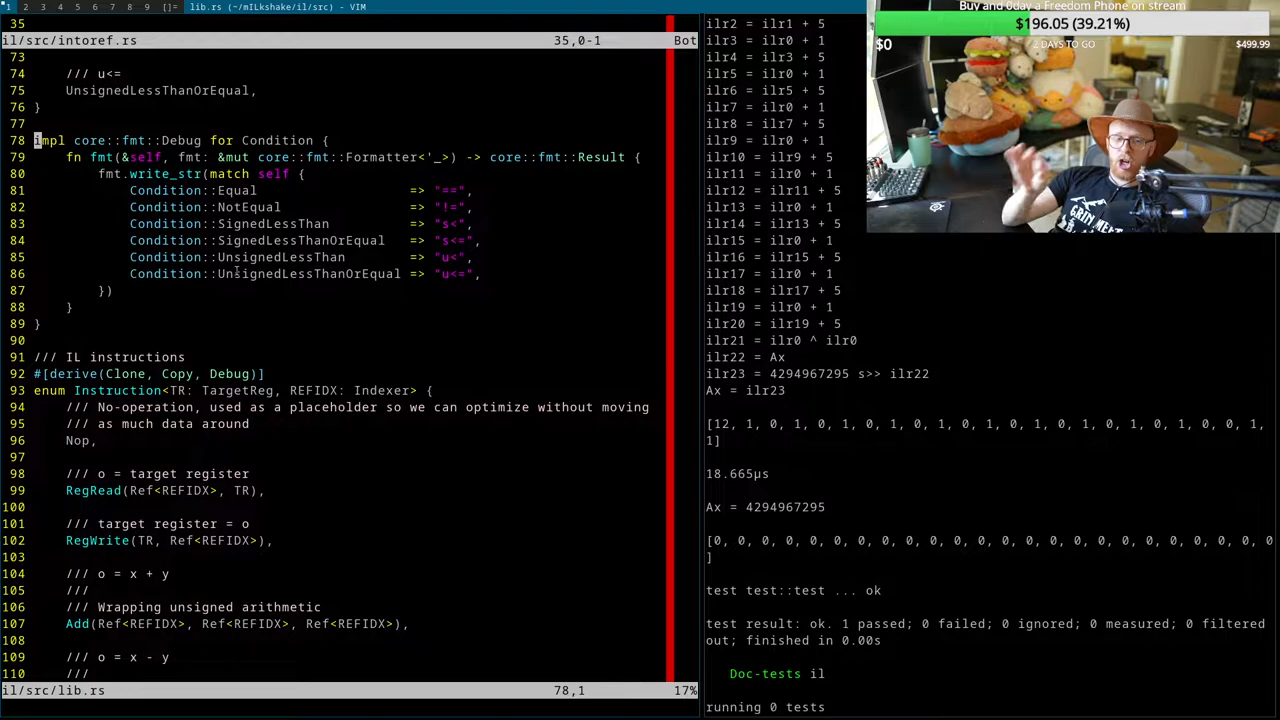 1 2 3 4 5 6 7 8 9 []= lib.rs (~/mILkshake/il/src) - VIM
35
il/src/intoref.rs 35,0-1 Bot
73
74 /// u<=
75 UnsignedLessThanOrEqual,
76 }
77
78 impl core::fmt::Debug for Condition {
79 fn fmt(&self, fmt: &mut core::fmt::Formatter<'_>) -> core::fmt::Result {
80 fmt.write_str(match self {
81 Condition::Equal => "==",
82 Condition::NotEqual => "!=",
83 Condition::SignedLessThan => "s<",
84 Condition::SignedLessThanOrEqual => "s<=",
85 Condition::UnsignedLessThan => "u<",
86 Condition::UnsignedLessThanOrEqual => "u<=",
87 })
88 }
89 }
90
91 /// IL instructions
92 #[derive(Clone, Copy, Debug)]
93 enum Instruction<TR: TargetReg, REFIDX: Indexer> {
94 /// No-operation, used as a placeholder so we can optimize without moving
95 /// as much data around
96 Nop,
97
98 /// o = target register
99 RegRead(Ref<REFIDX>, TR),
100
101 /// target register = o
102 RegWrite(TR, Ref<REFIDX>),
103
104 /// o = x + y
105 ///
106 /// Wrapping unsigned arithmetic
107 Add(Ref<REFIDX>, Ref<REFIDX>, Ref<REFIDX>),
108
109 /// o = x - y
110 ///
il/src/lib.rs 78,1 17%
ilr2 = ilr1 + 5
ilr3 = ilr0 + 1
ilr4 = ilr3 + 5
ilr5 = ilr0 + 1
ilr6 = ilr5 + 5
ilr7 = ilr0 + 1
ilr8 = ilr7 + 5
ilr9 = ilr0 + 1
ilr10 = ilr9 + 5
ilr11 = ilr0 + 1
ilr12 = ilr11 + 5
ilr13 = ilr0 + 1
ilr14 = ilr13 + 5
ilr15 = ilr0 + 1
ilr16 = ilr15 + 5
ilr17 = ilr0 + 1
ilr18 = ilr17 + 5
ilr19 = ilr0 + 1
ilr20 = ilr19 + 5
ilr21 = ilr0 ^ ilr0
ilr22 = Ax
ilr23 = 4294967295 s>> ilr22
Ax = ilr23
[12, 1, 0, 1, 0, 1, 0, 1, 0, 1, 0, 1, 0, 1, 0, 1, 0, 1, 0, 1, 0, 0, 1,
1]
18.665µs
Ax = 4294967295
[0, 0, 0, 0, 0, 0, 0, 0, 0, 0, 0, 0, 0, 0, 0, 0, 0, 0, 0, 0, 0, 0, 0, 0
]
test test::test ... ok
test result: ok. 1 passed; 0 failed; 0 ignored; 0 measured; 0 filtered
out; finished in 0.00s
Doc-tests il
running 0 tests
Buy and 0day a Freedom Phone on stream
$196.05 (39.21%)
$0 2 DAYS TO GO $499.99